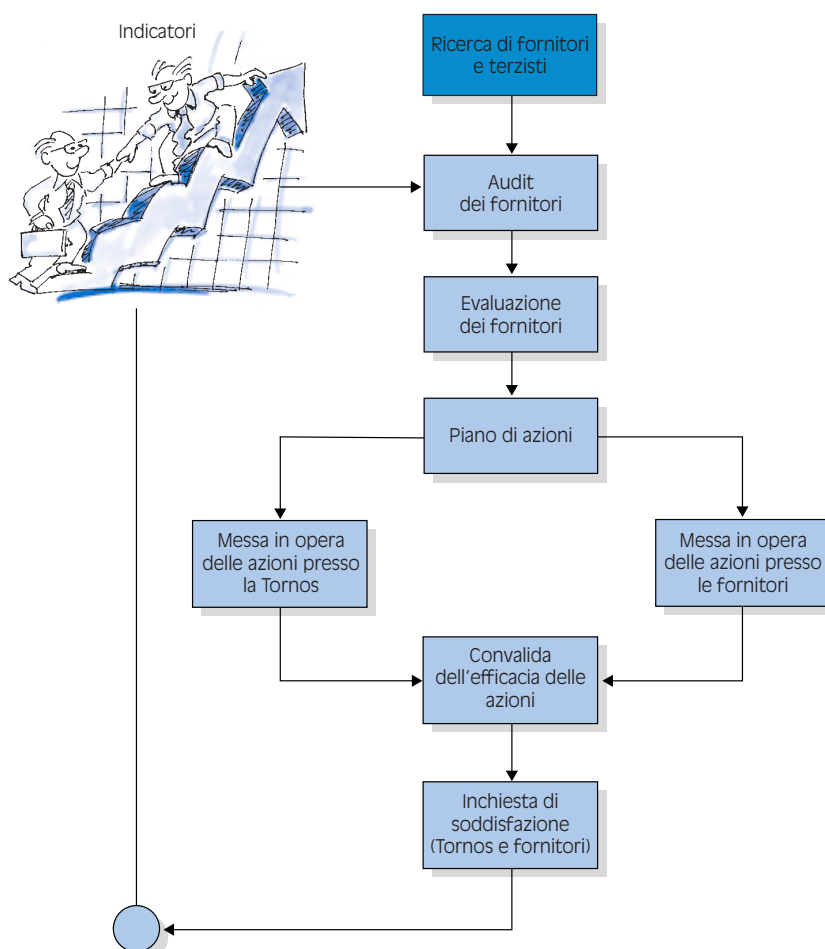 Indicatori
Ricerca di fornitori
e terzisti
Audit
dei fornitori
Evaluazione
dei fornitori
Piano di azioni
Messa in opera
delle azioni presso
la Tornos
Messa in opera
delle azioni presso
le fornitori
Convalida
dell'efficacia delle
azioni
Inchiesta di
soddisfazione
(Tornos e fornitori)